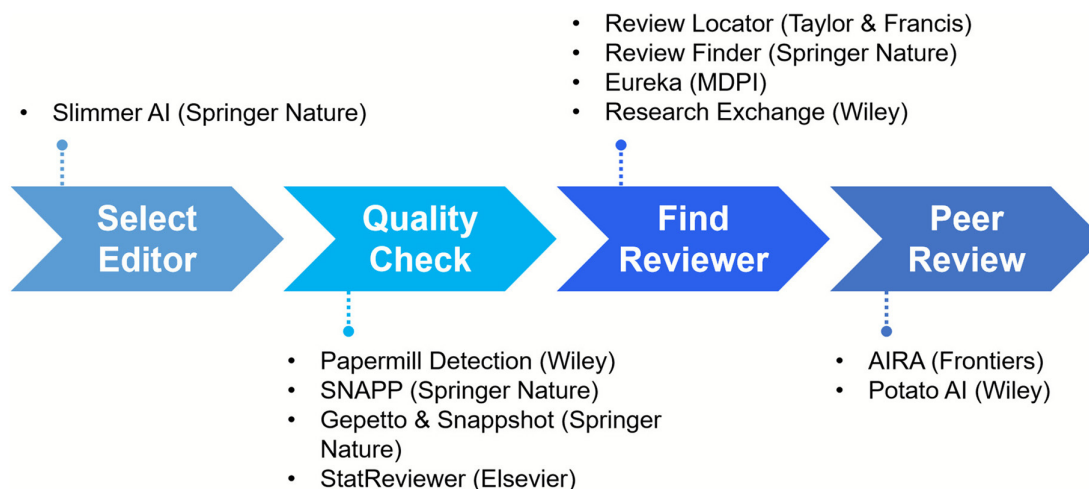 • Review Locator (Taylor & Francis)
• Review Finder (Springer Nature)
• Eureka (MDPI)
• Research Exchange (Wiley)
• Slimmer AI (Springer Nature)
Select
Editor
Quality
Check
Find
Reviewer
Peer
Review
• Papermill Detection (Wiley)
• SNAPP (Springer Nature)
• Gepetto & Snappshot (Springer
Nature)
• StatReviewer (Elsevier)
• AIRA (Frontiers)
• Potato AI (Wiley)